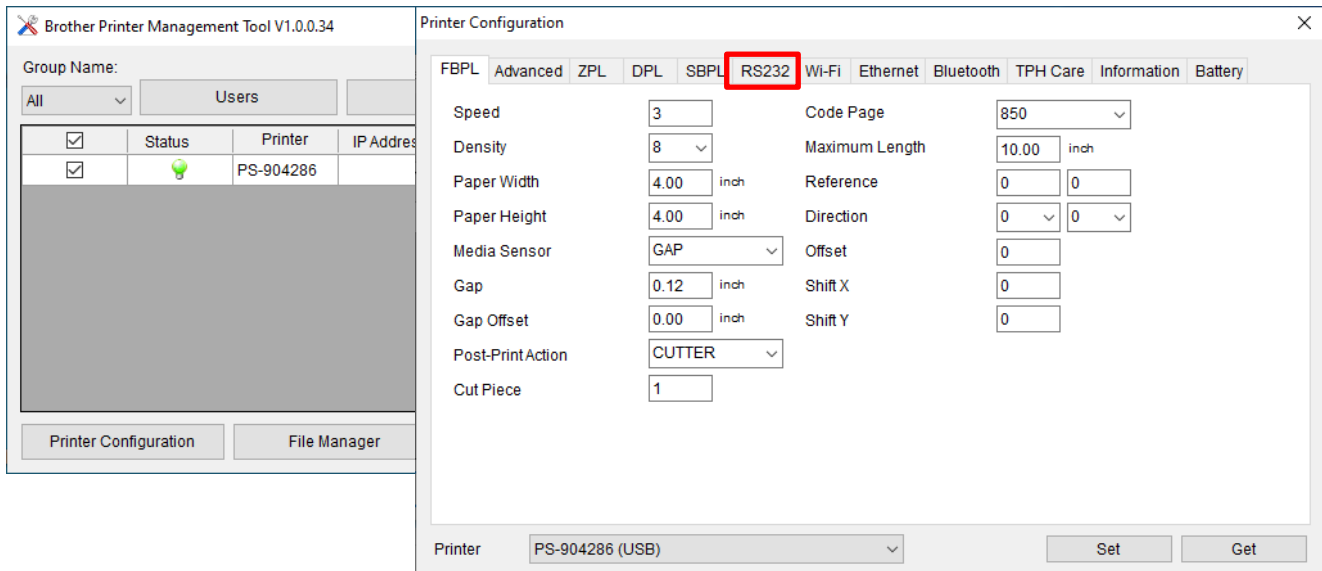 Brother Printer Management Tool V1.0.0.34
Group Name:
All
Users
Status Printer IP Addres
PS-904286
Printer Configuration File Manager
Printer Configuration
FBPL Advanced ZPL DPL SBPL RS232 Wi-Fi Ethernet Bluetooth TPH Care Information Battery
Speed 3 Code Page 850
Density 8 Maximum Length 10.00 inch
Paper Width 4.00 inch Reference 0 0
Paper Height 4.00 inch Direction 0 0
Media Sensor GAP Offset 0
Gap 0.12 inch Shift X 0
Gap Offset 0.00 inch Shift Y 0
Post-Print Action CUTTER
Cut Piece 1
Printer PS-904286 (USB) Set Get